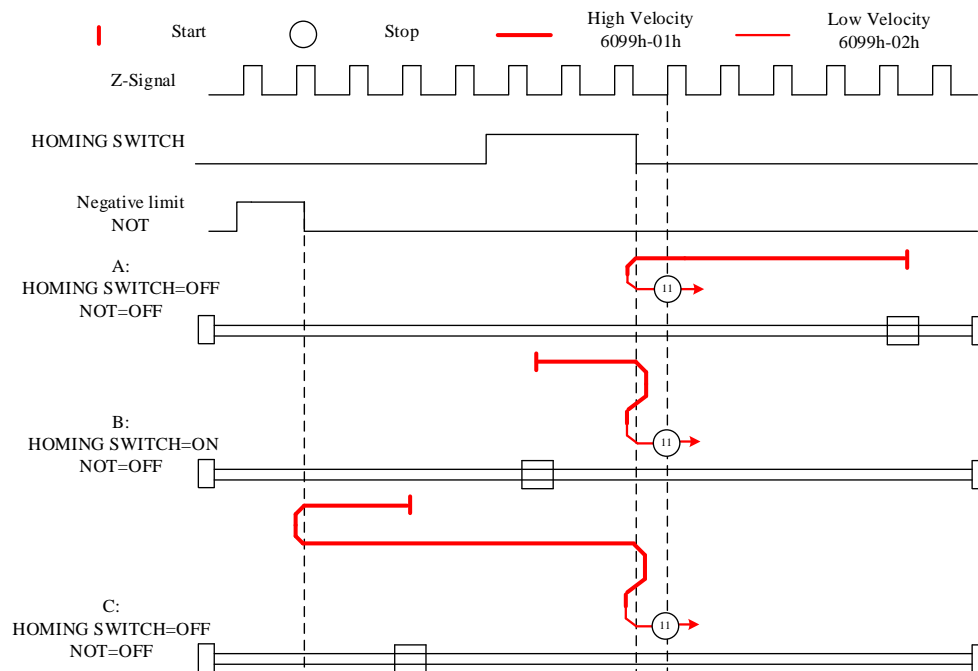 Start
Stop
High Velocity
6099h-01h
Low Velocity
6099h-02h
Z-Signal
HOMING SWITCH
Negative limit
NOT
A:
HOMING SWITCH=OFF
NOT=OFF
11
B:
HOMING SWITCH=ON
NOT=OFF
11
C:
HOMING SWITCH=OFF
NOT=OFF
11